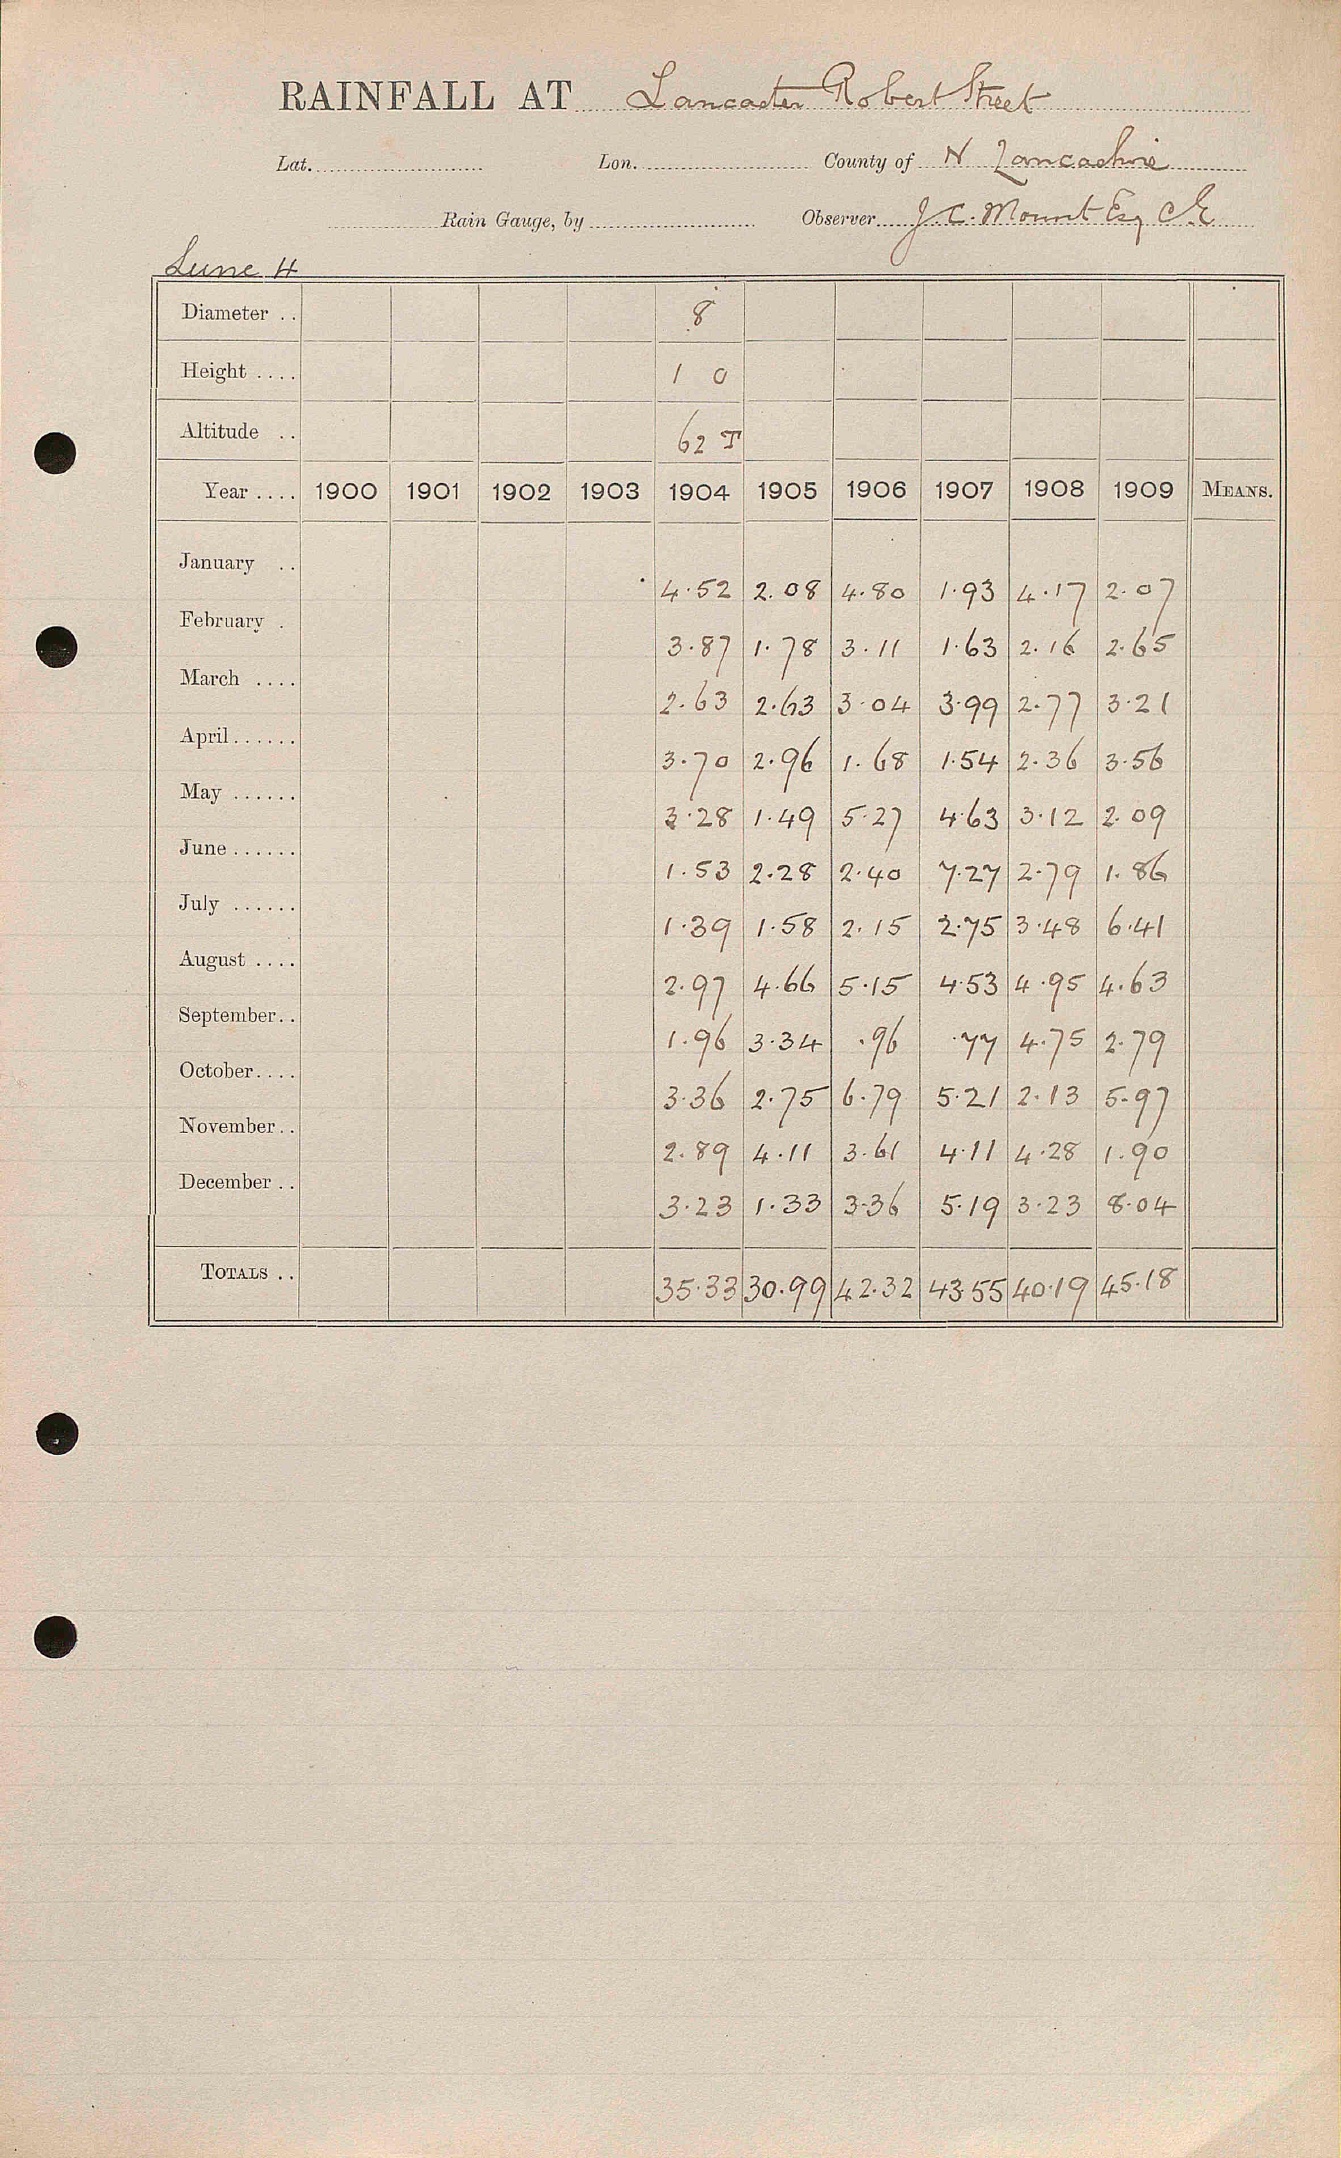 RAINFALL AT Lancaster Robert Street
Lat. Lon. County of N Lancashire
Rain Gauge, by Observer J. C. Mount Esq C.E.
Lune 4
Diameter .. 8
Height .... 1 0
Altitude .. 62 T
Year .... 1900 1901 1902 1903 1904 1905 1906 1907 1908 1909 MEANS.
January .. 4.52 2.08 4.80 1.93 4.17 2.07
February . 3.87 1.78 3.11 1.63 2.16 2.65
March .... 2.63 2.63 3.04 3.99 2.77 3.21
April...... 3.70 2.96 1.68 1.54 2.36 3.56
May ...... 3.28 1.49 5.27 4.63 3.12 2.09
June...... 1.53 2.28 2.40 7.27 2.79 1.86
July ...... 1.39 1.58 2.15 2.75 3.48 6.41
August .... 2.97 4.66 5.15 4.53 4.95 4.63
September.. 1.96 3.34 .96 .77 4.75 2.79
October.... 3.36 2.75 6.79 5.21 2.13 5.97
November.. 2.89 4.11 3.61 4.11 4.28 1.90
December .. 3.23 1.33 3.36 5.19 3.23 8.04
TOTALS .. 35.33 30.99 42.32 43.55 40.19 45.18